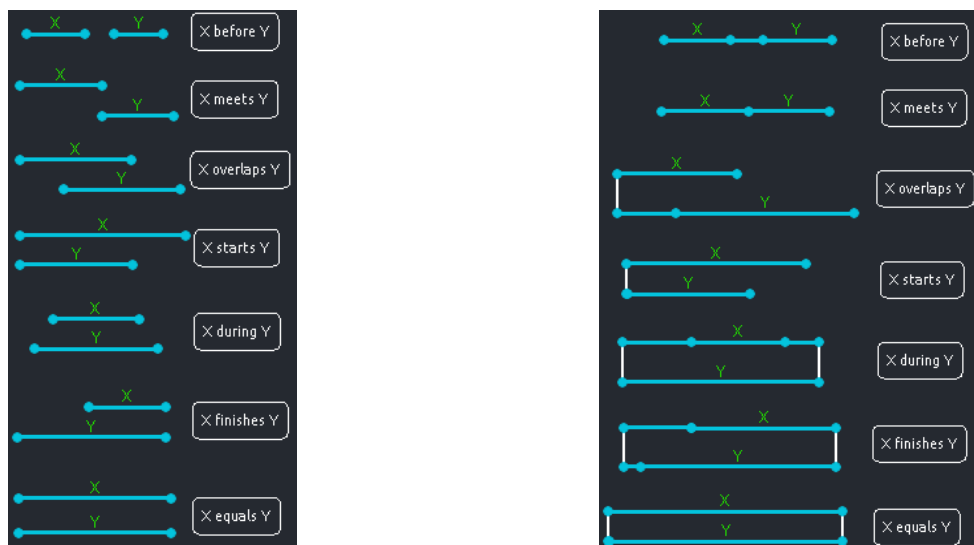 X Y X before Y
X
Y X meets Y
X
Y X overlaps Y
X
Y X starts Y
X
Y X during Y
X
Y X finishes Y
X
Y X equals Y
X Y X before Y
X Y X meets Y
X
Y X overlaps Y
X
Y X starts Y
X
Y X during Y
X
Y X finishes Y
X
Y X equals Y